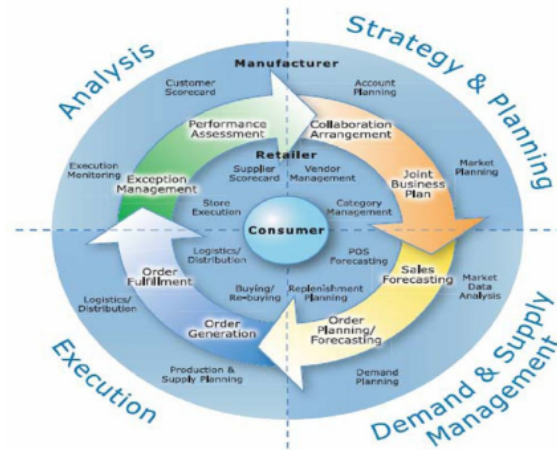 Analysis
Strategy & Planning
Manufacturer
Customer
Scorecard
Account
Planning
Performance
Assessment
Collaboration
Arrangement
Retailer
Execution
Monitoring
Exception
Management
Supplier
Scorecard
Vendor
Management
Joint
Business
Plan
Market
Planning
Store
Execution
Category
Management
Consumer
Logistics/
Distribution
POS
Forecasting
Order
Fulfillment
Sales
Forecasting
Market
Data
Analysis
Logistics/
Distribution
Buying/
Re-buying
Replenishment
Planning
Order
Generation
Order
Planning/
Forecasting
Production &
Supply Planning
Demand
Planning
Execution
Demand & Supply
Management